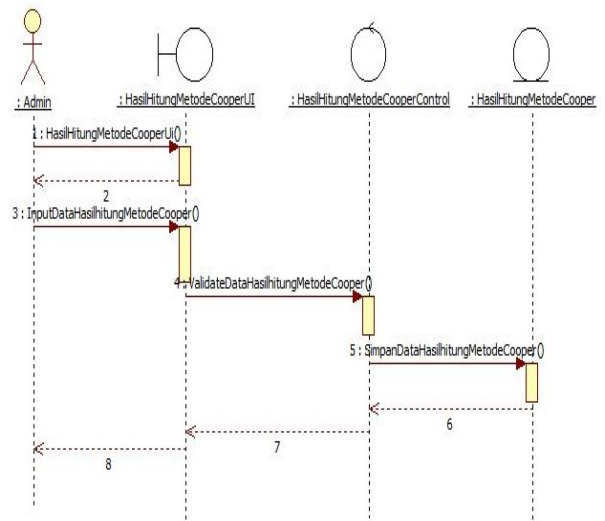 : Admin
: HasilHitungMetodeCooperUI
: HasilHitungMetodeCooperControl
: HasilHitungMetodeCooper
1 : HasilHitungMetodeCooperUi()
2
3 : InputDataHasilhitungMetodeCooper()
4 : ValidateDataHasilhitungMetodeCooper()
5 : SimpanDataHasilhitungMetodeCooper()
6
7
8